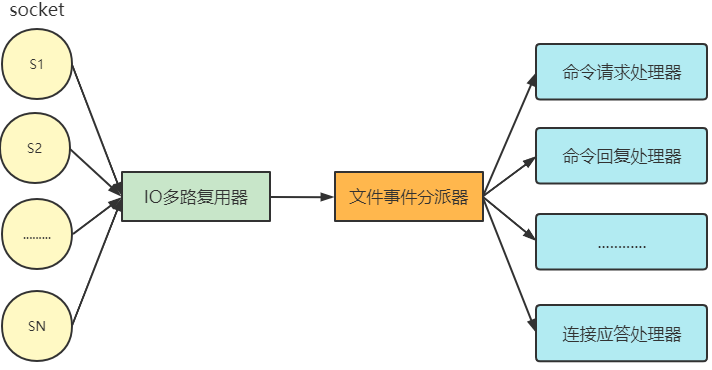 socket
S1
S2
.........
SN
IO多路复用器
文件事件分派器
命令请求处理器
命令回复处理器
............
连接应答处理器